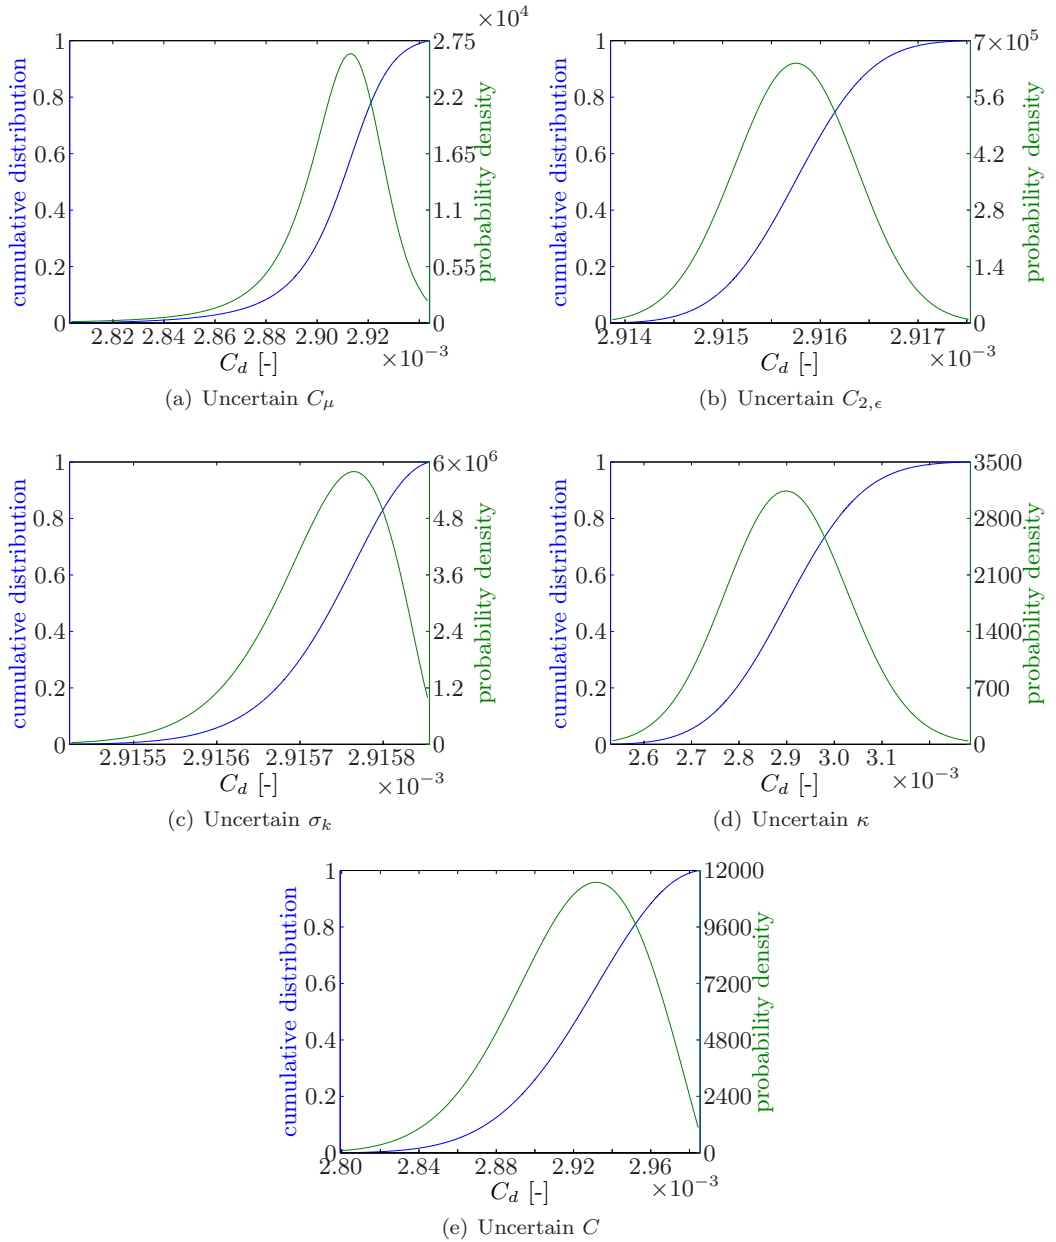 ×10⁴
1 2.75
0.8 2.2
0.6 1.65
0.4 1.1
0.2 0.55
0 0
cumulative distribution
probability density
2.82 2.84 2.86 2.88 2.90 2.92
C_d [-] ×10⁻³
(a) Uncertain C_μ
1 7×10⁵
0.8 5.6
0.6 4.2
0.4 2.8
0.2 1.4
0 0
cumulative distribution
probability density
2.914 2.915 2.916 2.917
C_d [-] ×10⁻³
(b) Uncertain C_{2,ϵ}
1 6×10⁶
0.8 4.8
0.6 3.6
0.4 2.4
0.2 1.2
0 0
cumulative distribution
probability density
2.9155 2.9156 2.9157 2.9158
C_d [-] ×10⁻³
(c) Uncertain σ_k
1 3500
0.8 2800
0.6 2100
0.4 1400
0.2 700
0 0
cumulative distribution
probability density
2.6 2.7 2.8 2.9 3.0 3.1
C_d [-] ×10⁻³
(d) Uncertain κ
1 12000
0.8 9600
0.6 7200
0.4 4800
0.2 2400
0 0
cumulative distribution
probability density
2.80 2.84 2.88 2.92 2.96
C_d [-] ×10⁻³
(e) Uncertain C